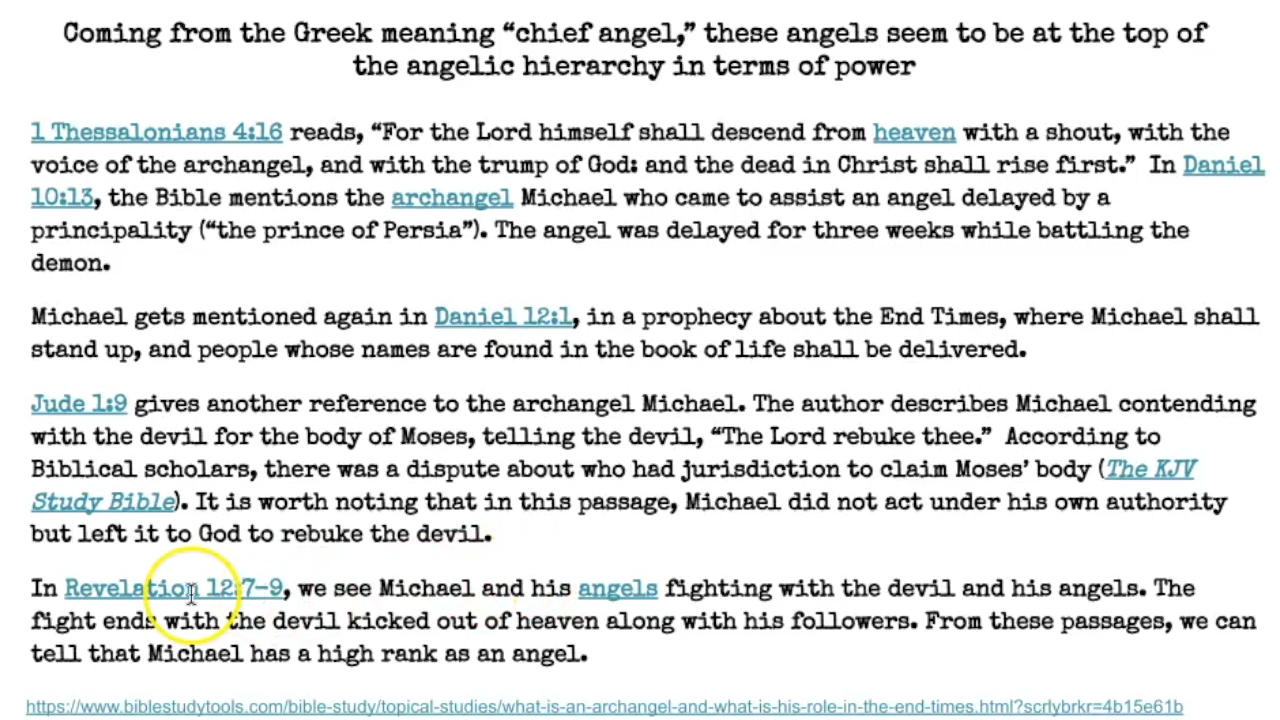 Coming from the Greek meaning “chief angel,” these angels seem to be at the top of
the angelic hierarchy in terms of power
1 Thessalonians 4:16 reads, “For the Lord himself shall descend from heaven with a shout, with the
voice of the archangel, and with the trump of God: and the dead in Christ shall rise first.” In Daniel
10:13, the Bible mentions the archangel Michael who came to assist an angel delayed by a
principality (“the prince of Persia”). The angel was delayed for three weeks while battling the
demon.
Michael gets mentioned again in Daniel 12:1, in a prophecy about the End Times, where Michael shall
stand up, and people whose names are found in the book of life shall be delivered.
Jude 1:9 gives another reference to the archangel Michael. The author describes Michael contending
with the devil for the body of Moses, telling the devil, “The Lord rebuke thee.” According to
Biblical scholars, there was a dispute about who had jurisdiction to claim Moses’ body (The KJV
Study Bible). It is worth noting that in this passage, Michael did not act under his own authority
but left it to God to rebuke the devil.
In Revelation 12:7-9, we see Michael and his angels fighting with the devil and his angels. The
fight ends with the devil kicked out of heaven along with his followers. From these passages, we can
tell that Michael has a high rank as an angel.
https://www.biblestudytools.com/bible-study/topical-studies/what-is-an-archangel-and-what-is-his-role-in-the-end-times.html?scrlybrkr=4b15e61b